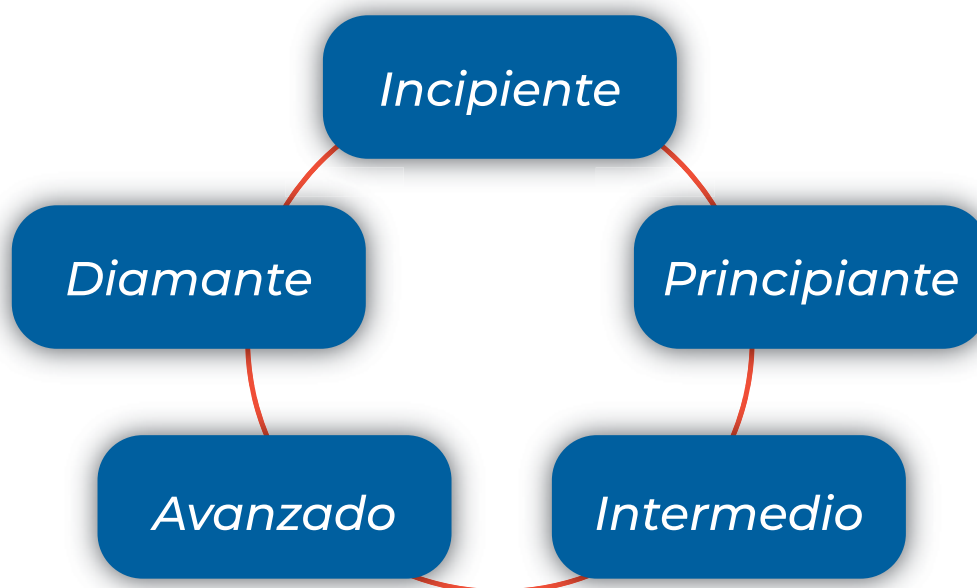 Incipiente
Diamante
Principiante
Avanzado
Intermedio